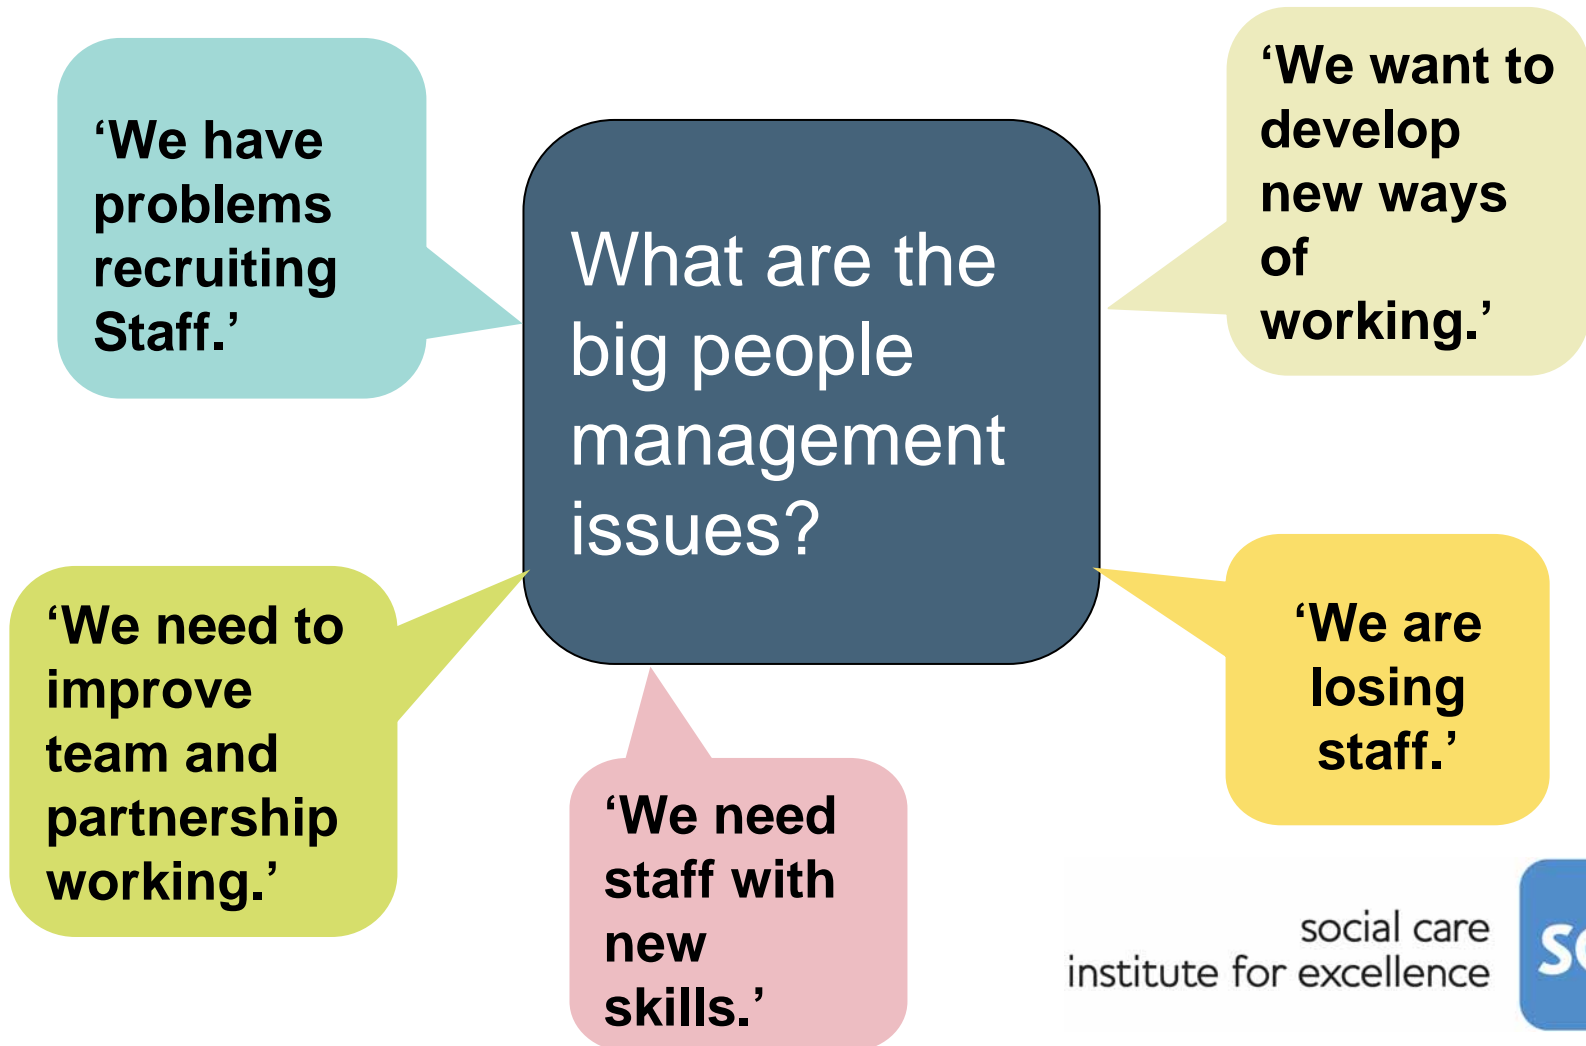 ‘We have
problems
recruiting
Staff.’
What are the
big people
management
issues?
‘We want to
develop
new ways
of
working.’
‘We need to
improve
team and
partnership
working.’
‘We need
staff with
new
skills.’
‘We are
losing
staff.’
social care
institute for excellence